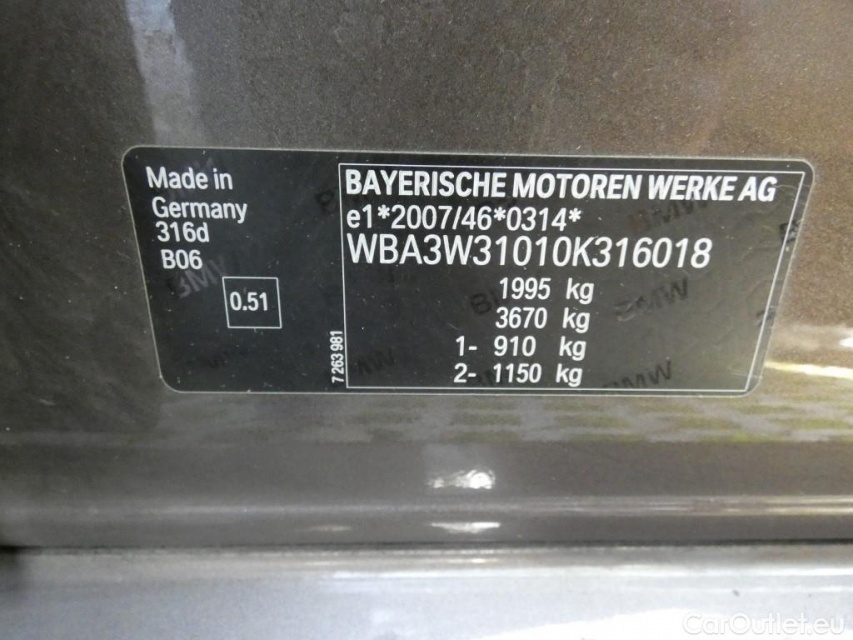 Made in
Germany
316d
B06
0.51
7 263 981
BAYERISCHE MOTOREN WERKE AG
e1*2007/46*0314*
WBA3W31010K316018
1995 kg
3670 kg
1- 910 kg
2- 1150 kg
CarOutlet.eu